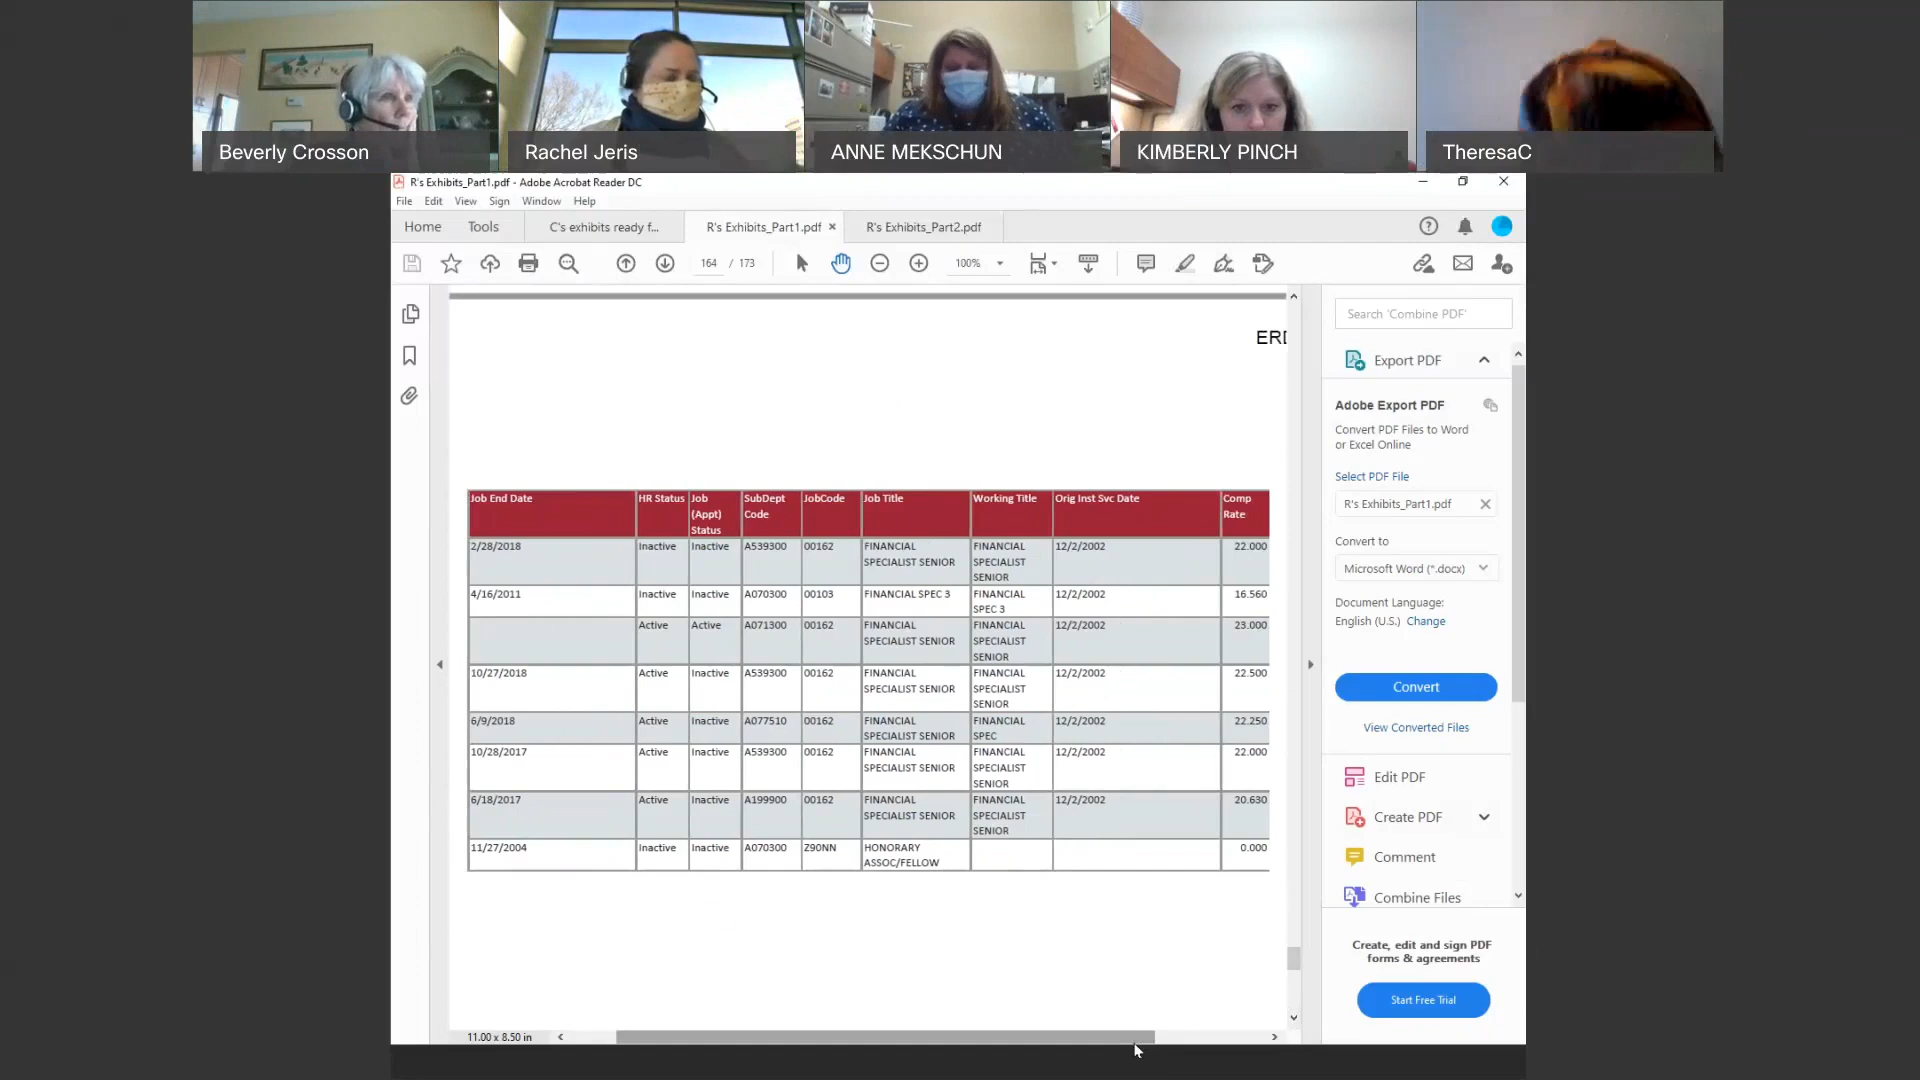 Beverly Crosson
Rachel Jeris
ANNE MEKSCHUN
KIMBERLY PINCH
TheresaC
R's Exhibits_Part1.pdf - Adobe Acrobat Reader DC
File Edit View Sign Window Help
Home Tools C's exhibits ready f... R's Exhibits_Part1.pdf × R's Exhibits_Part2.pdf
164 / 173 100%
Search 'Combine PDF'
Export PDF
Adobe Export PDF
Convert PDF Files to Word
or Excel Online
Select PDF File
R's Exhibits_Part1.pdf
Convert to
Microsoft Word (*.docx)
Document Language:
English (U.S.) Change
Convert
View Converted Files
Edit PDF
Create PDF
Comment
Combine Files
Create, edit and sign PDF
forms & agreements
Start Free Trial
Job End Date HR Status Job (Appt) Status SubDept Code JobCode Job Title Working Title Orig Inst Svc Date Comp Rate
2/28/2018 Inactive Inactive A539300 00162 FINANCIAL SPECIALIST SENIOR FINANCIAL SPECIALIST SENIOR 12/2/2002 22.000
4/16/2011 Inactive Inactive A070300 00103 FINANCIAL SPEC 3 FINANCIAL SPEC 3 12/2/2002 16.560
Active Active A071300 00162 FINANCIAL SPECIALIST SENIOR FINANCIAL SPECIALIST SENIOR 12/2/2002 23.000
10/27/2018 Active Inactive A539300 00162 FINANCIAL SPECIALIST SENIOR FINANCIAL SPECIALIST SENIOR 12/2/2002 22.500
6/9/2018 Active Inactive A077510 00162 FINANCIAL SPECIALIST SENIOR FINANCIAL SPEC 12/2/2002 22.250
10/28/2017 Active Inactive A539300 00162 FINANCIAL SPECIALIST SENIOR FINANCIAL SPECIALIST SENIOR 12/2/2002 22.000
6/18/2017 Active Inactive A199900 00162 FINANCIAL SPECIALIST SENIOR FINANCIAL SPECIALIST SENIOR 12/2/2002 20.630
11/27/2004 Inactive Inactive A070300 Z90NN HONORARY ASSOC/FELLOW 0.000
11.00 x 8.50 in